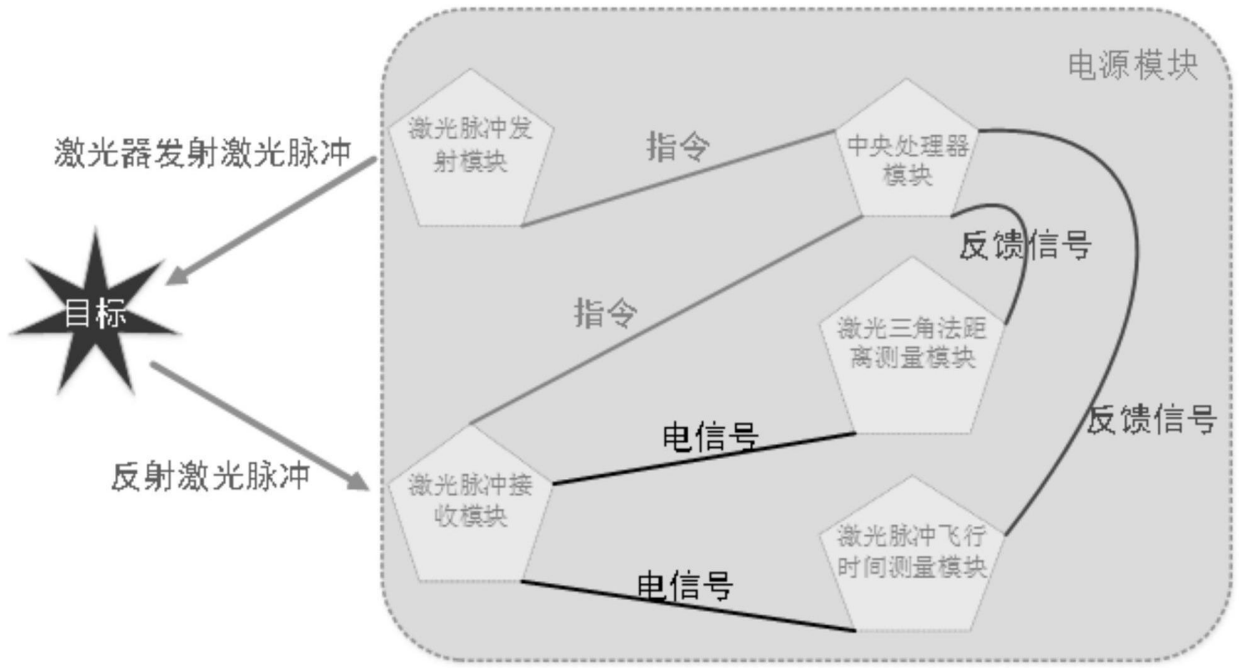 电源模块
激光脉冲发
射模块
指令
中央处理器
模块
激光器发射激光脉冲
反馈信号
目标
指令
激光三角法距
离测量模块
反馈信号
电信号
反射激光脉冲
激光脉冲接
收模块
激光脉冲飞行
时间测量模块
电信号